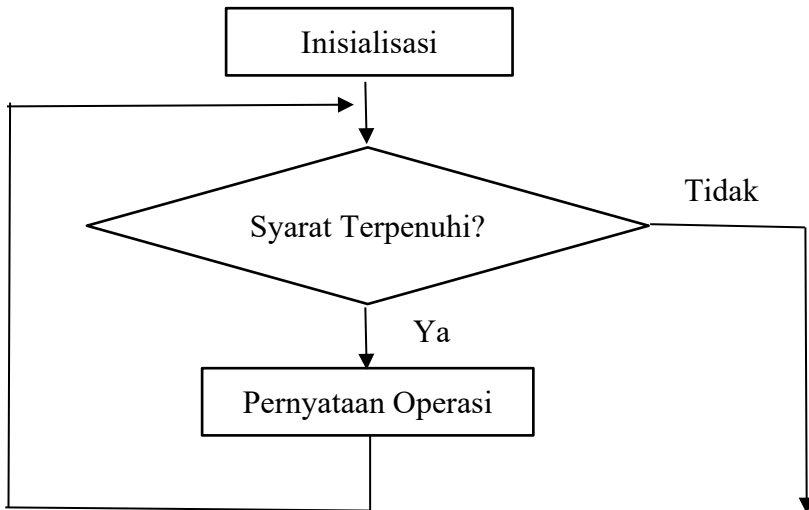 Inisialisasi
Tidak
Syarat Terpenuhi?
Ya
Pernyataan Operasi